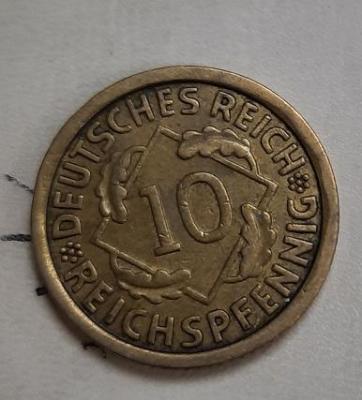 DEUTSCHES REICH
10
REICHSPFENNIG